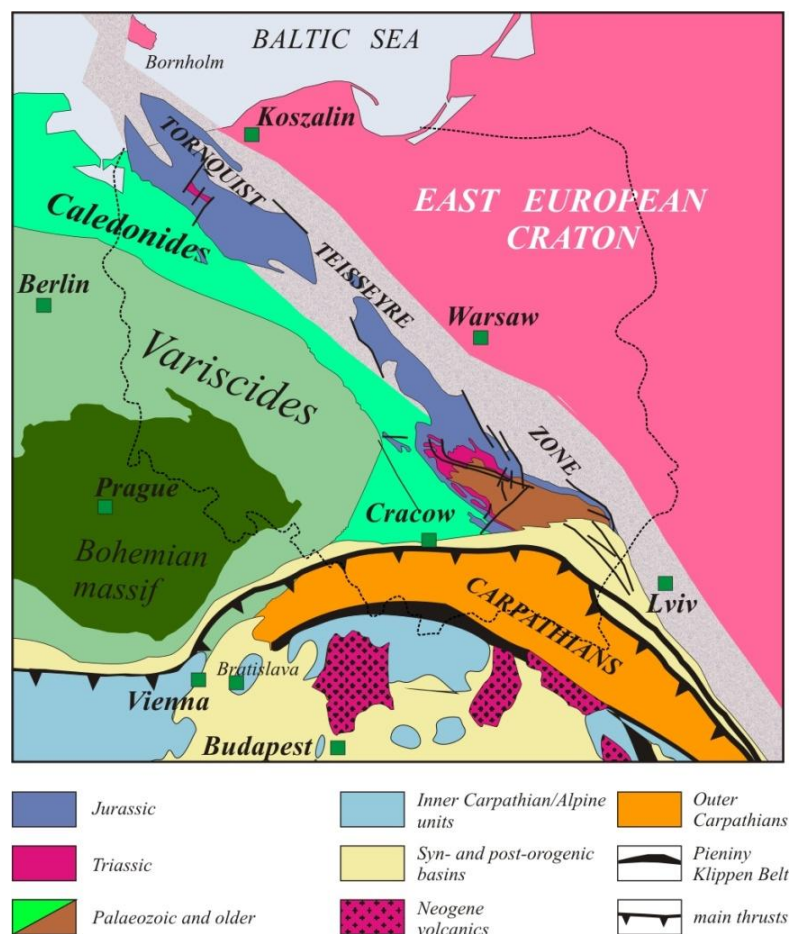 BALTIC SEA
Bornholm
Koszalin
TORNQUIST
EAST EUROPEAN
CRATON
Caledonides
TEISSEYRE
Berlin
Warsaw
Variscides
ZONE
Prague
Cracow
Bohemian
massif
CARPATHIANS
Lviv
Bratislava
Vienna
Budapest
Jurassic
Inner Carpathian/Alpine
units
Outer
Carpathians
Triassic
Syn- and post-orogenic
basins
Pieniny
Klippen Belt
Palaeozoic and older
Neogene
volcanics
main thrusts